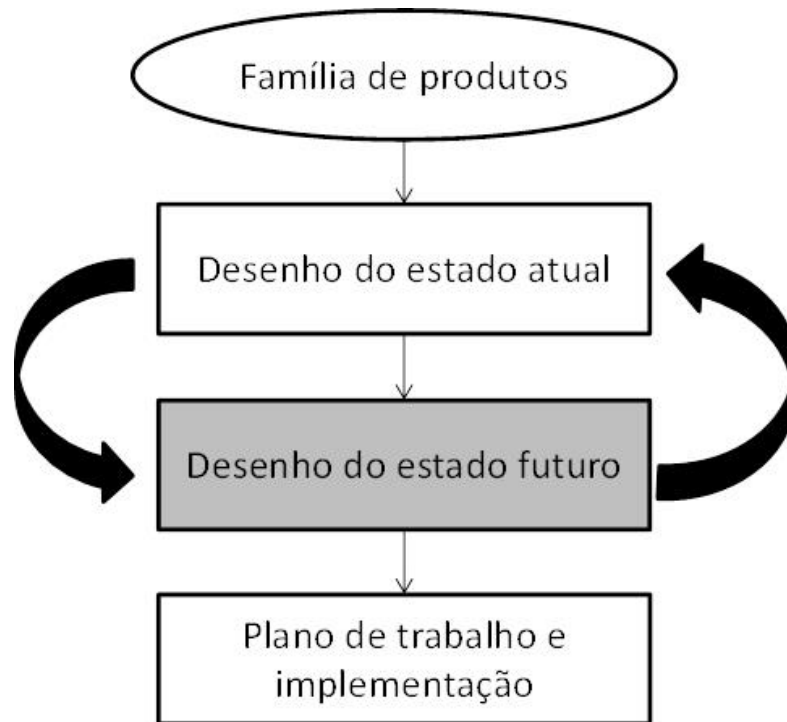 Família de produtos
Desenho do estado atual
Desenho do estado futuro
Plano de trabalho e
implementação